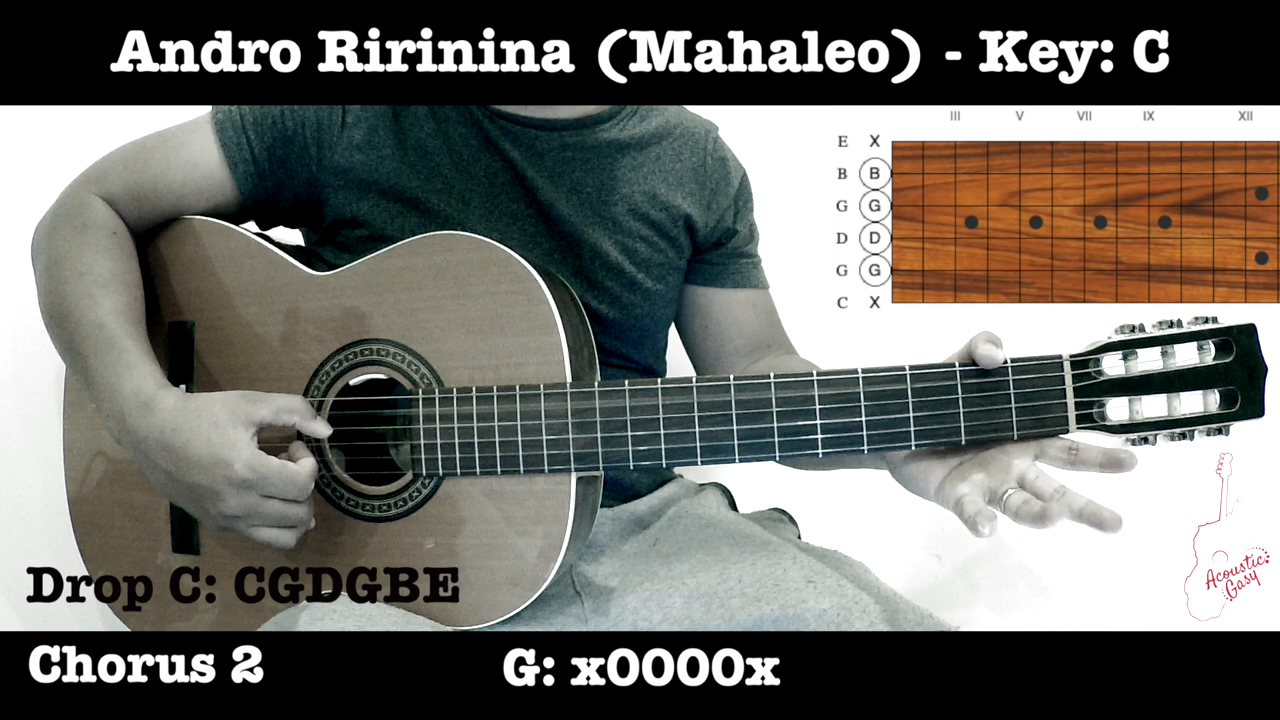 Andro Ririnina (Mahaleo) - Key: C
III V VII IX XII
E X
B B
G G
D D
G G
C X
Acoustic
Gasy
Drop C: CGDGBE
Chorus 2
G: x0000x